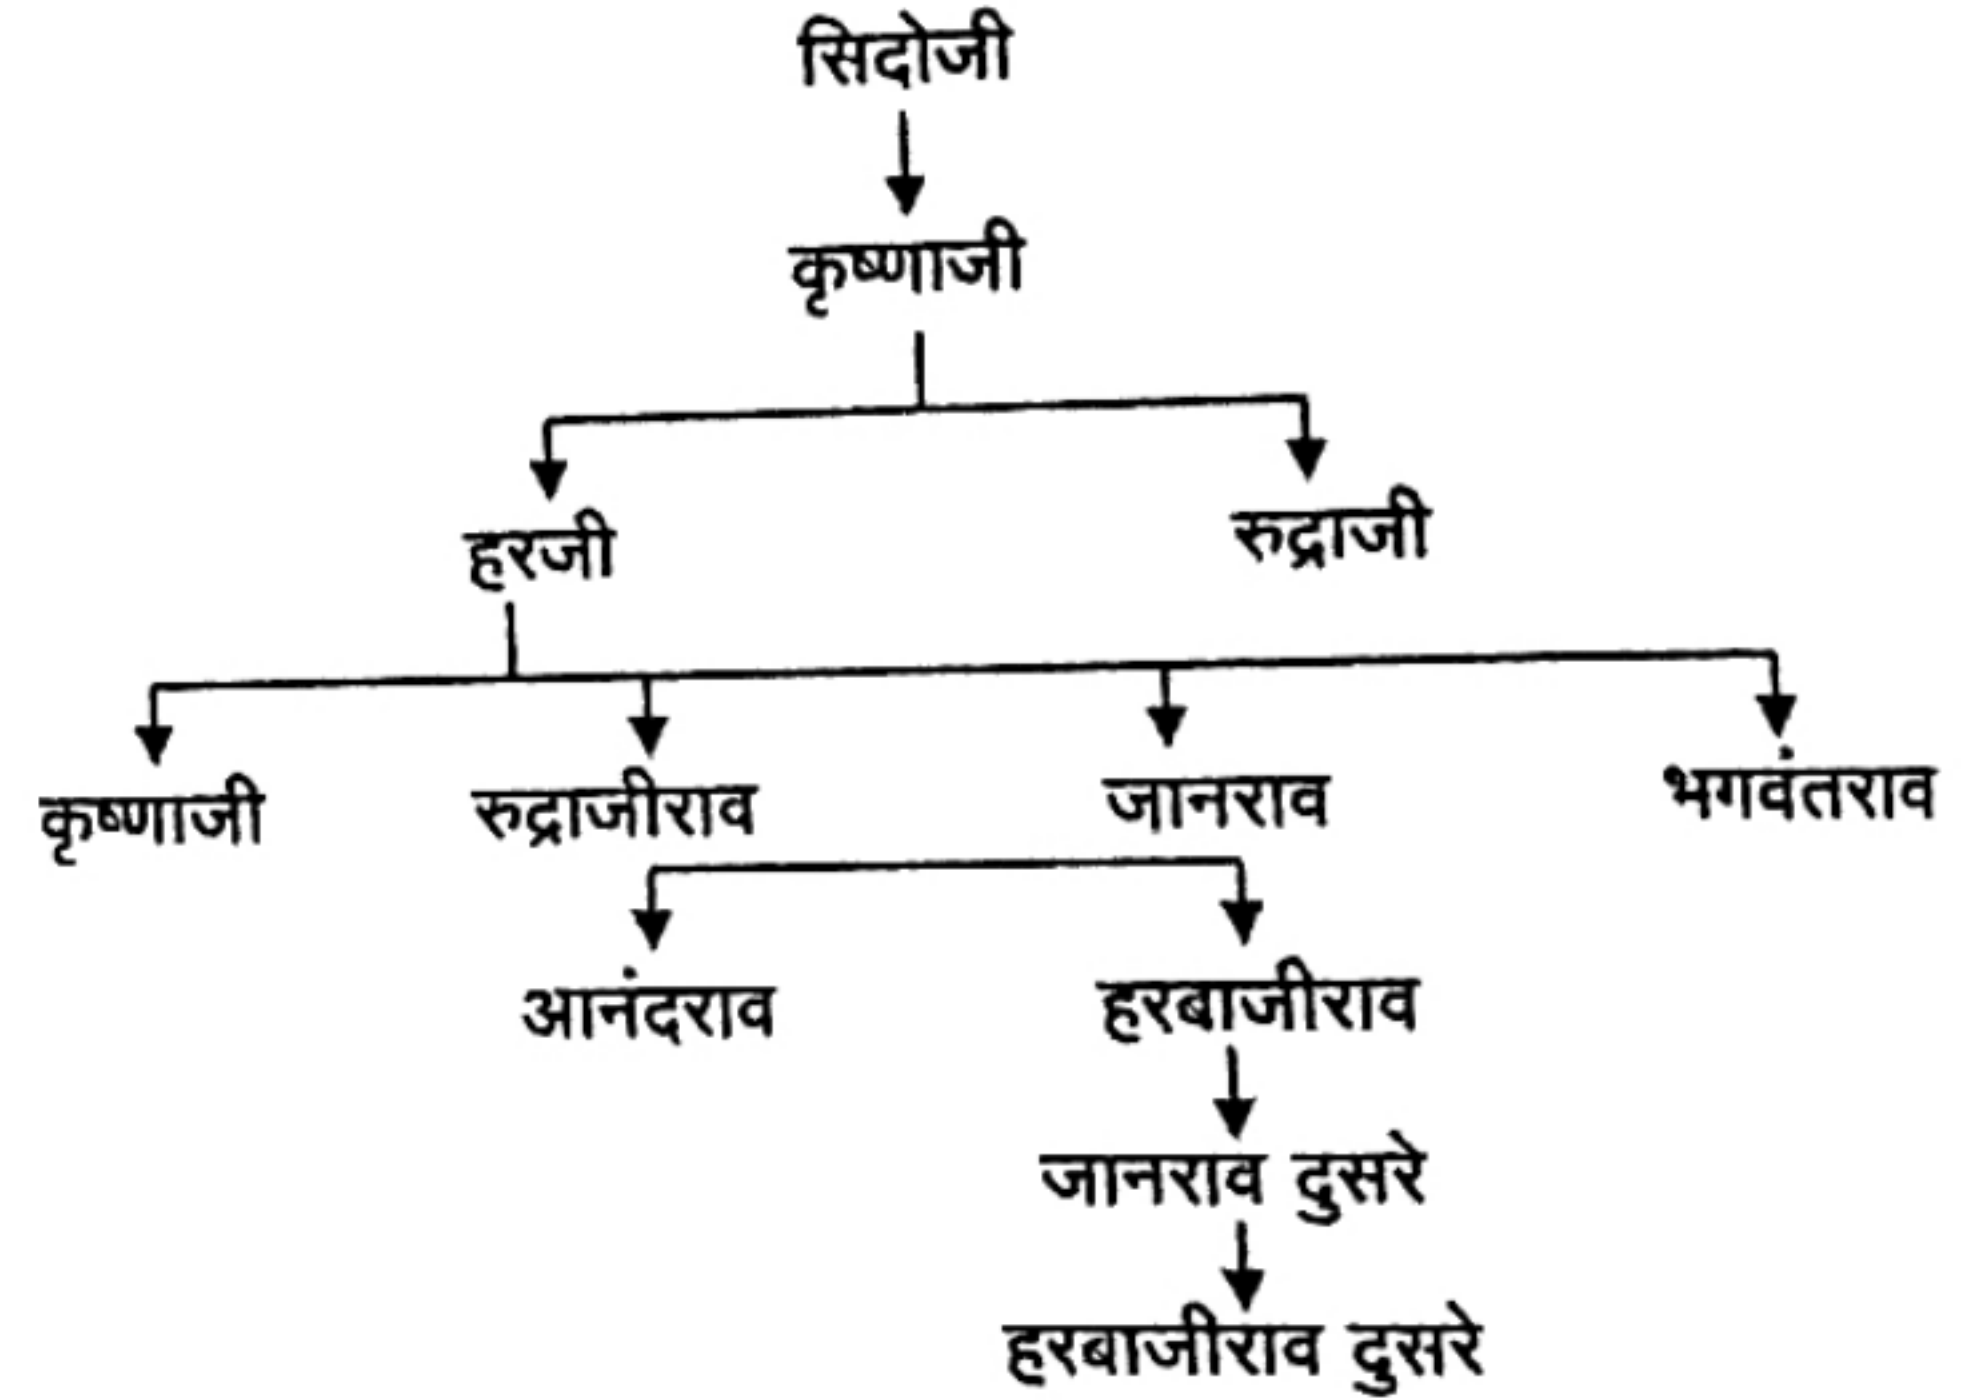 सिदोजी
कृष्णाजी
हरजी रुद्राजी
कृष्णाजी रुद्राजीराव जानराव भगवंतराव
आनंदराव हरबाजीराव
जानराव दुसरे
हरबाजीराव दुसरे